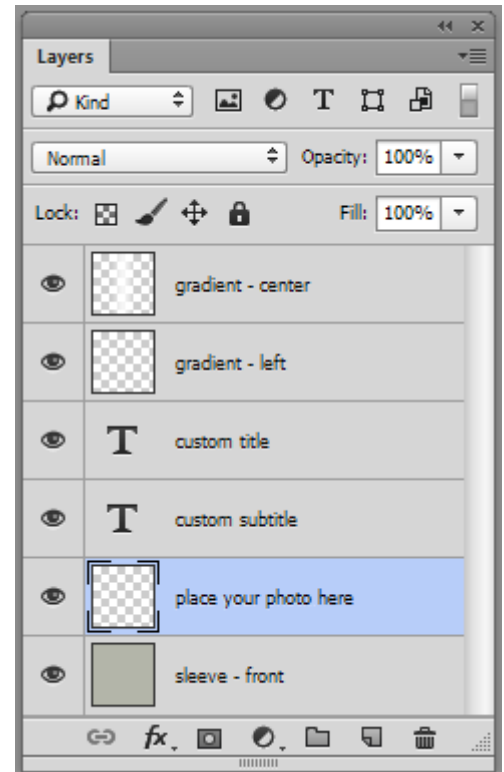 Layers
Kind
Normal Opacity: 100%
Lock: Fill: 100%
gradient - center
gradient - left
custom title
custom subtitle
place your photo here
sleeve - front
fx